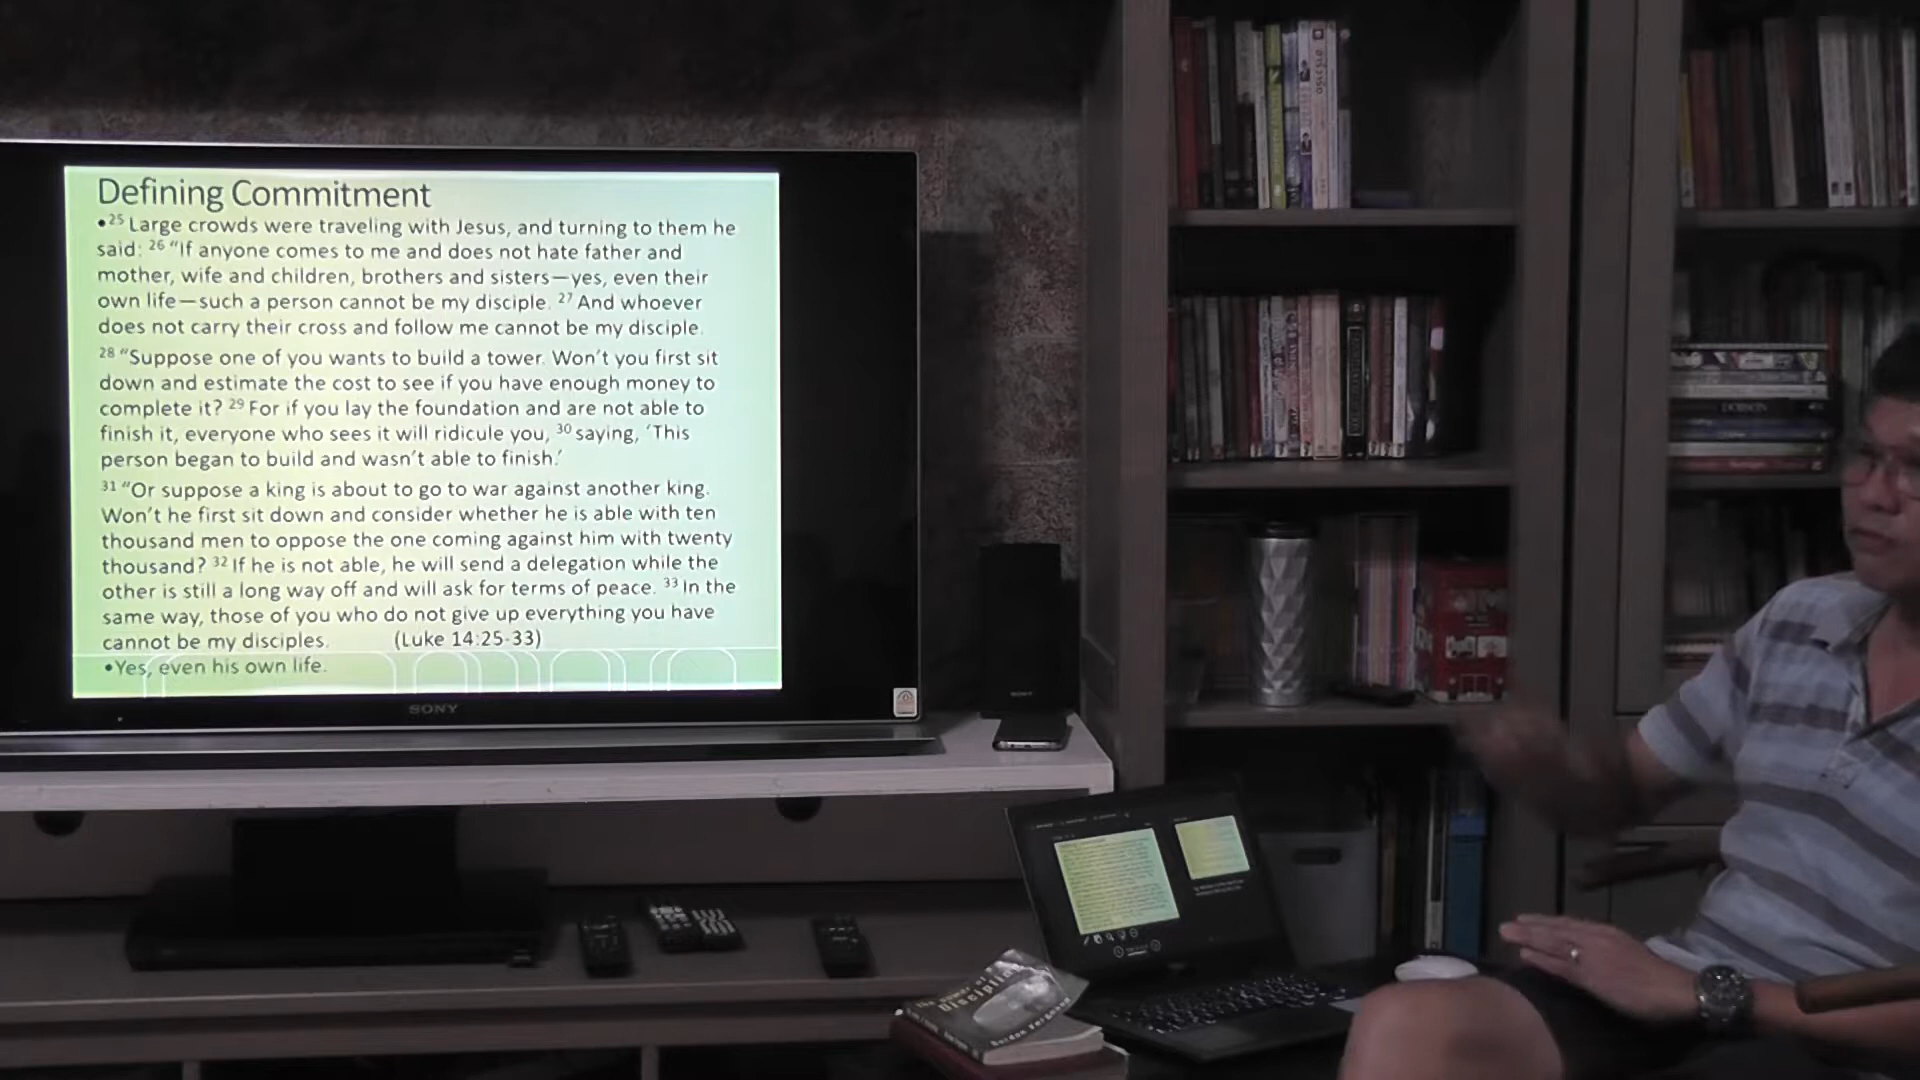 Defining Commitment
•25 Large crowds were traveling with Jesus, and turning to them he
said: 26 “If anyone comes to me and does not hate father and
mother, wife and children, brothers and sisters—yes, even their
own life—such a person cannot be my disciple. 27 And whoever
does not carry their cross and follow me cannot be my disciple.
28 “Suppose one of you wants to build a tower. Won’t you first sit
down and estimate the cost to see if you have enough money to
complete it? 29 For if you lay the foundation and are not able to
finish it, everyone who sees it will ridicule you, 30 saying, ‘This
person began to build and wasn’t able to finish.’
31 “Or suppose a king is about to go to war against another king.
Won’t he first sit down and consider whether he is able with ten
thousand men to oppose the one coming against him with twenty
thousand? 32 If he is not able, he will send a delegation while the
other is still a long way off and will ask for terms of peace. 33 In the
same way, those of you who do not give up everything you have
cannot be my disciples. (Luke 14:25-33)
•Yes, even his own life.
SONY
SONY
DOBSON
The Power of
Discipling
Gordon Ferguson